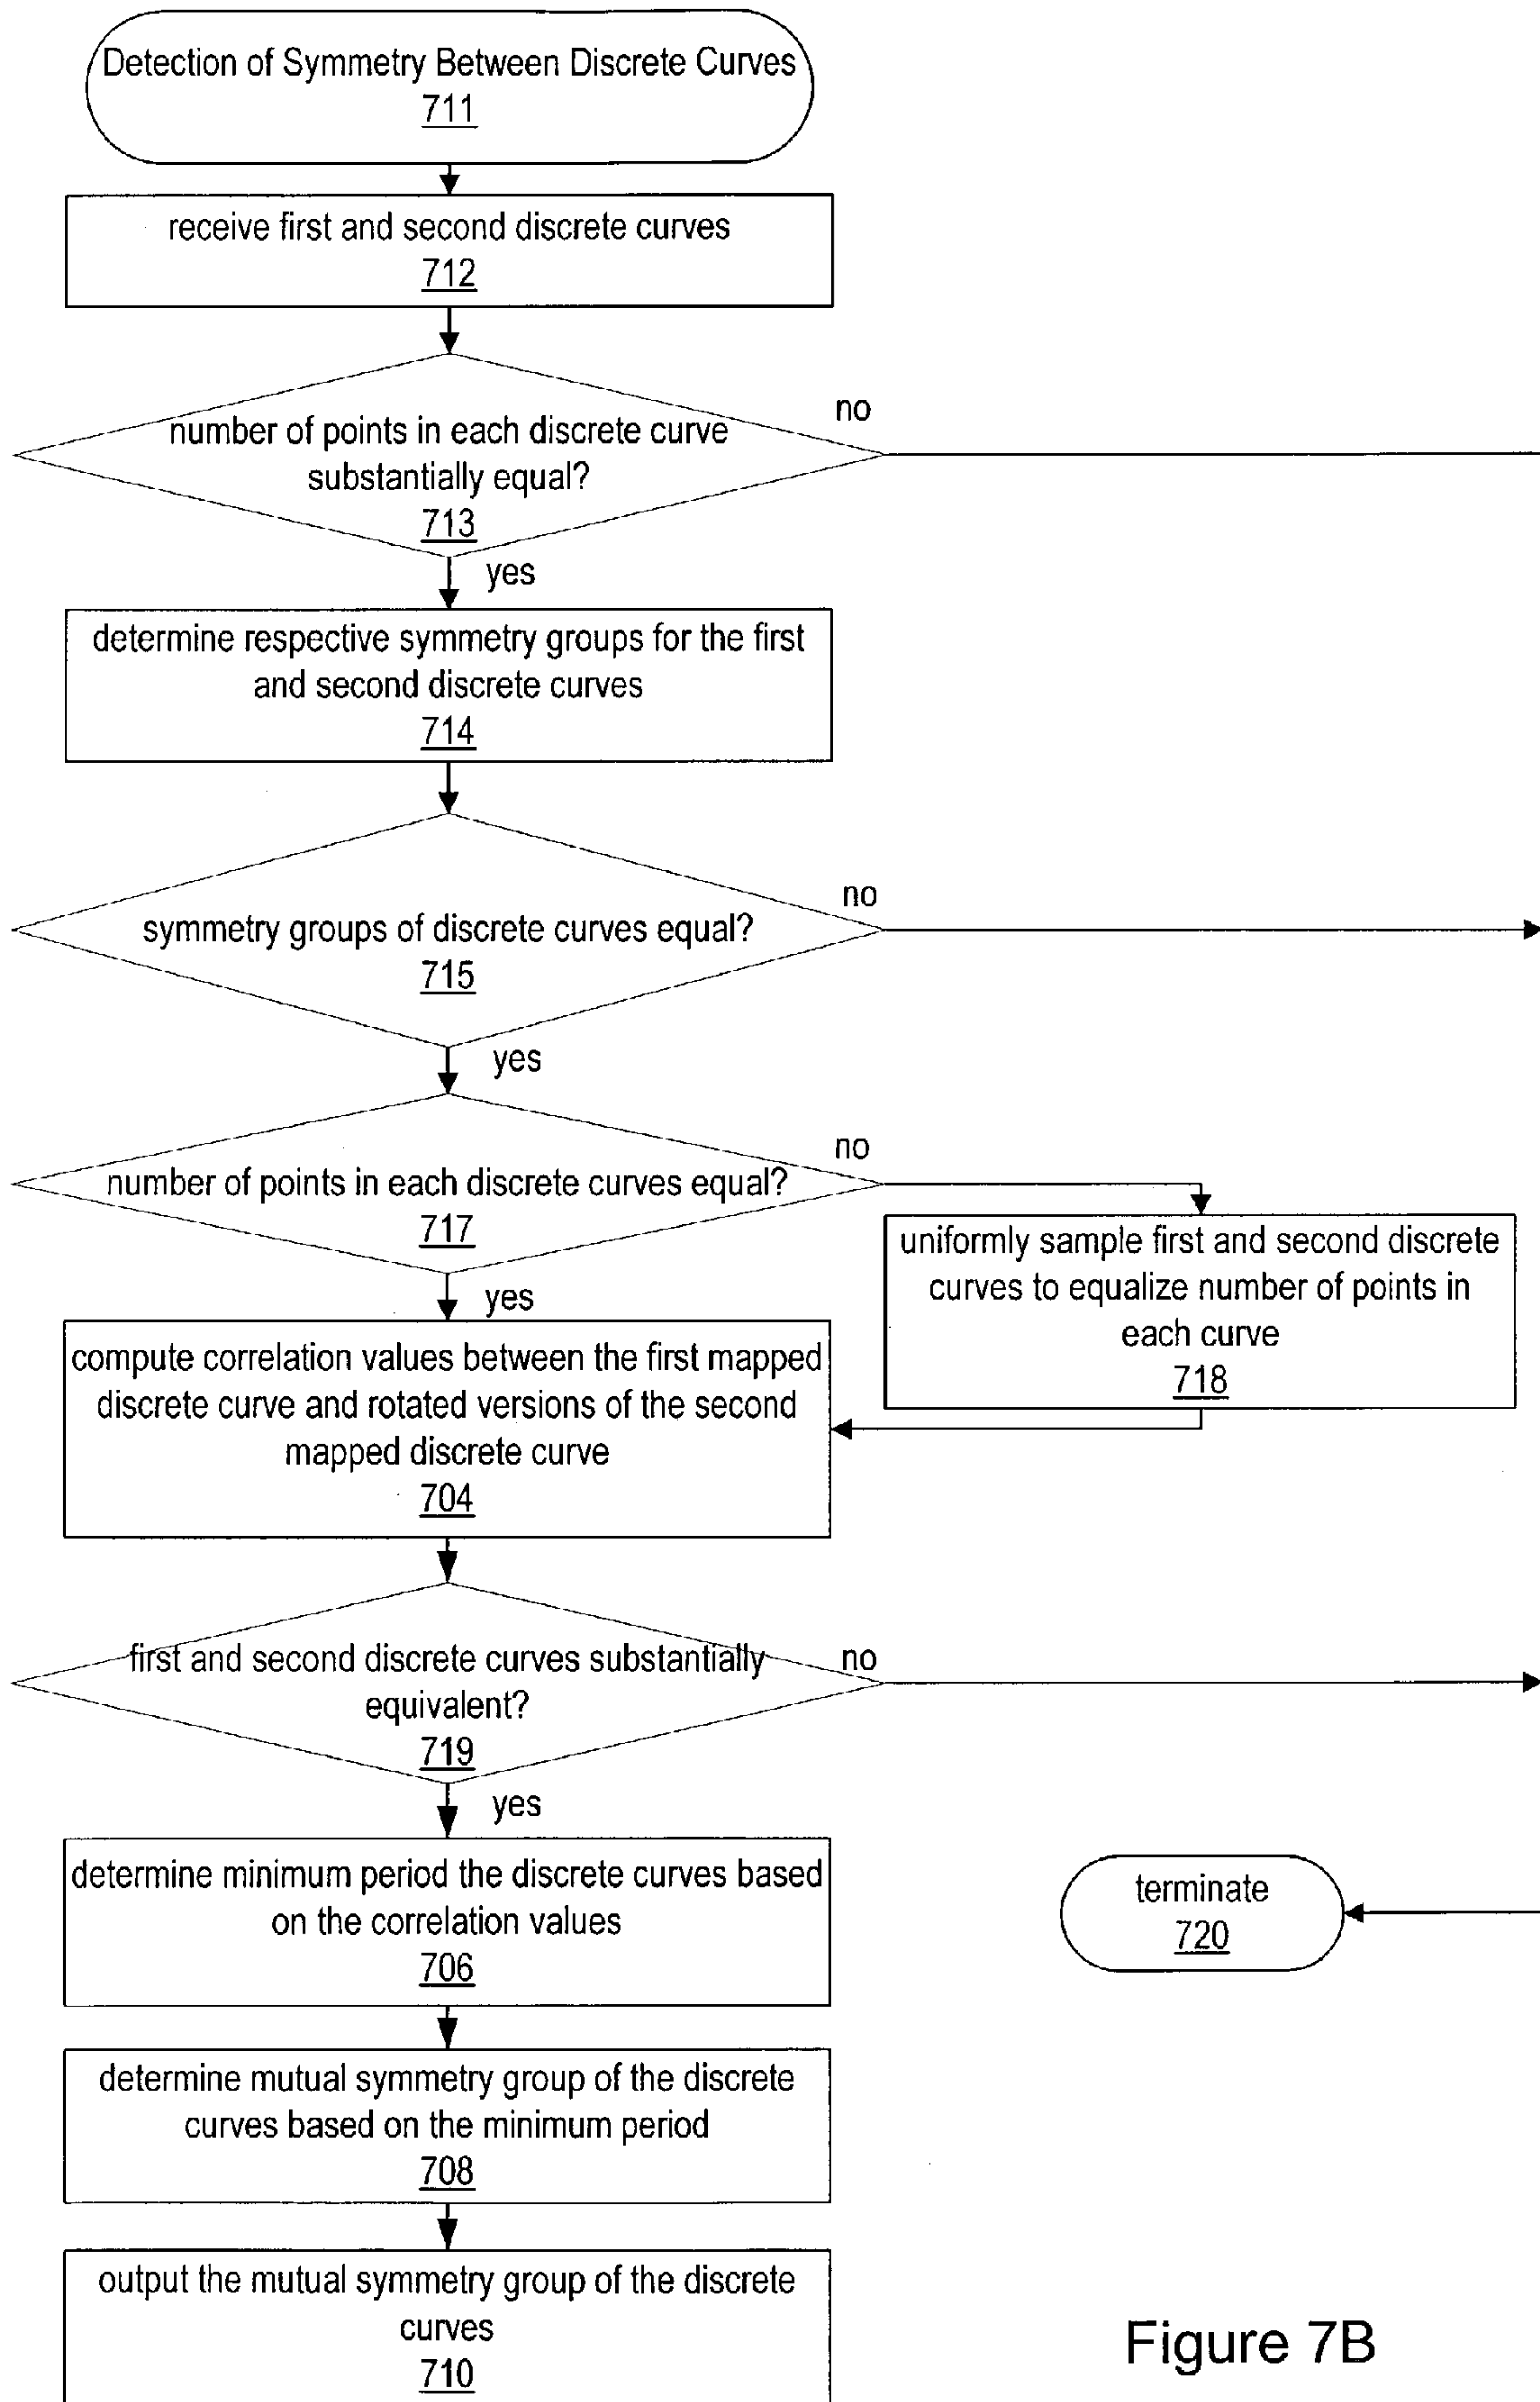 Detection of Symmetry Between Discrete Curves
711
receive first and second discrete curves
712
number of points in each discrete curve
substantially equal?
713
no
yes
determine respective symmetry groups for the first
and second discrete curves
714
symmetry groups of discrete curves equal?
715
no
yes
number of points in each discrete curves equal?
717
no
yes
uniformly sample first and second discrete
curves to equalize number of points in
each curve
718
compute correlation values between the first mapped
discrete curve and rotated versions of the second
mapped discrete curve
704
first and second discrete curves substantially
equivalent?
719
no
yes
determine minimum period the discrete curves based
on the correlation values
706
terminate
720
determine mutual symmetry group of the discrete
curves based on the minimum period
708
output the mutual symmetry group of the discrete
curves
710
Figure 7B